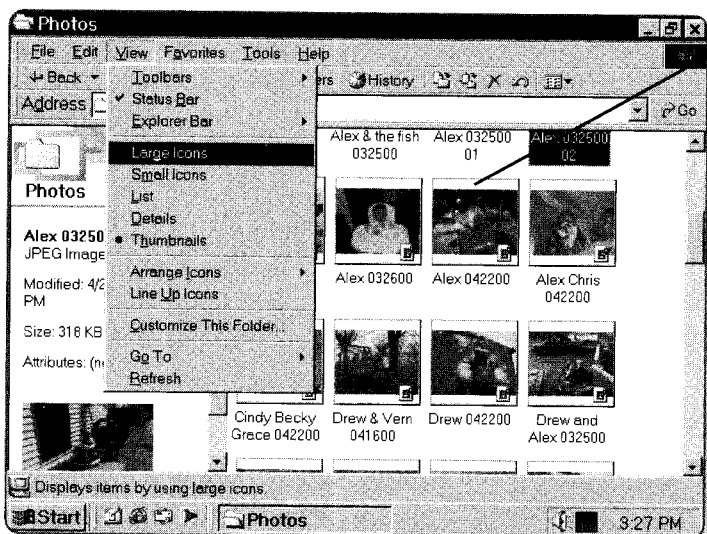 Photos
File Edit View Favorites Tools Help
Back
History
Address
Go
Toolbars
Status Bar
Explorer Bar
Large Icons
Small Icons
List
Details
Thumbnails
Arrange Icons
Line Up Icons
Customize This Folder...
Go To
Refresh
Photos
Alex 03250
JPEG Image
Modified: 4/2
PM
Size: 318 KB
Attributes: (n
Alex & the fish
032500
Alex 032500
01
Alex 032500
02
Alex 032600
Alex 042200
Alex Chris
042200
Cindy Becky
Grace 042200
Drew & Vern
041600
Drew 042200
Drew and
Alex 032500
Displays items by using large icons.
Start
Photos
3:27 PM